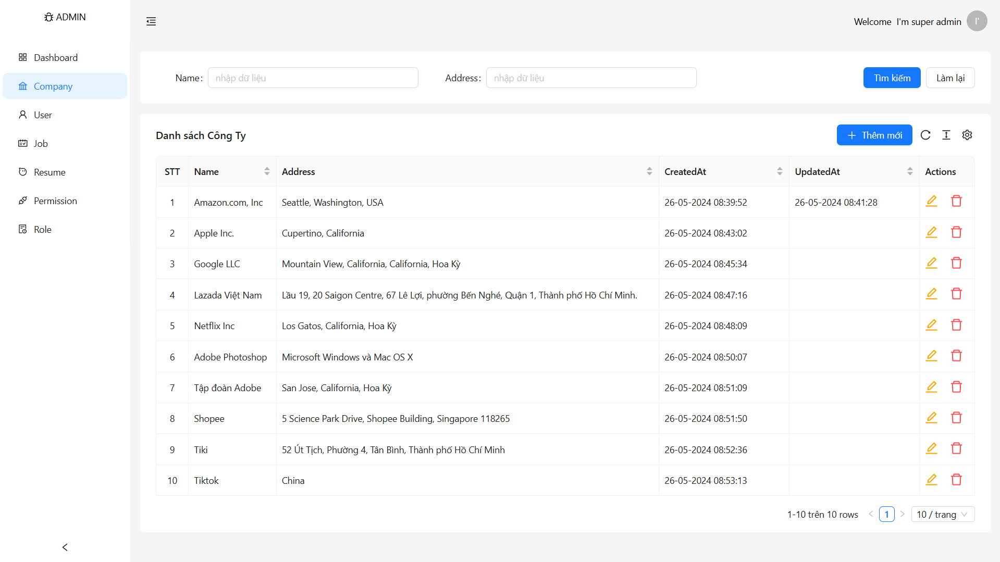 ADMIN
Welcome I'm super admin I'
Dashboard
Company
User
Job
Resume
Permission
Role
Name: nhập dữ liệu Address: nhập dữ liệu Tìm kiếm Làm lại
Danh sách Công Ty Thêm mới
STT Name Address CreatedAt UpdatedAt Actions
1 Amazon.com, Inc Seattle, Washington, USA 26-05-2024 08:39:52 26-05-2024 08:41:28
2 Apple Inc. Cupertino, California 26-05-2024 08:43:02
3 Google LLC Mountain View, California, California, Hoa Kỳ 26-05-2024 08:45:34
4 Lazada Việt Nam Lầu 19, 20 Saigon Centre, 67 Lê Lợi, phường Bến Nghé, Quận 1, Thành phố Hồ Chí Minh. 26-05-2024 08:47:16
5 Netflix Inc Los Gatos, California, Hoa Kỳ 26-05-2024 08:48:09
6 Adobe Photoshop Microsoft Windows và Mac OS X 26-05-2024 08:50:07
7 Tập đoàn Adobe San Jose, California, Hoa Kỳ 26-05-2024 08:51:09
8 Shopee 5 Science Park Drive, Shopee Building, Singapore 118265 26-05-2024 08:51:50
9 Tiki 52 Út Tịch, Phường 4, Tân Bình, Thành phố Hồ Chí Minh 26-05-2024 08:52:36
10 Tiktok China 26-05-2024 08:53:13
1-10 trên 10 rows 1 10 / trang